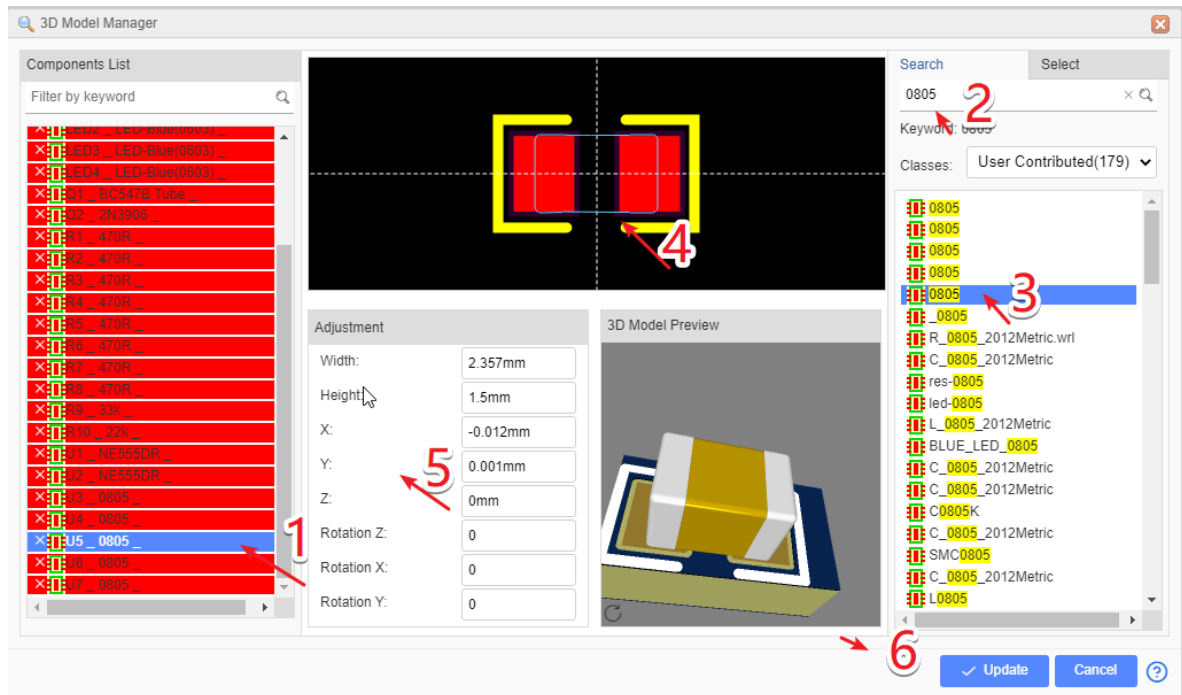 3D Model Manager
Components List
Filter by keyword
LED2 _ LED-Blue(0603) _
LED3 _ LED-Blue(0603) _
LED4 _ LED-Blue(0603) _
Q1 _ BC547B Tube _
Q2 _ 2N3906 _
R1 _ 470R _
R2 _ 470R _
R3 _ 470R _
R4 _ 470R _
R5 _ 470R _
R6 _ 470R _
R7 _ 470R _
R8 _ 470R _
R9 _ 33k _
R10 _ 22k _
U1 _ NE555DR _
U2 _ NE555DR _
U3 _ 0805 _
U4 _ 0805 _
U5 _ 0805 _
U6 _ 0805 _
U7 _ 0805 _
1
4
Adjustment
Width: 2.357mm
Height: 1.5mm
X: -0.012mm
Y: 0.001mm
Z: 0mm
Rotation Z: 0
Rotation X: 0
Rotation Y: 0
5
3D Model Preview
6
Search Select
0805
2
Keyword: 0805
Classes: User Contributed(179)
0805
0805
0805
0805
0805
3
_0805
R_0805_2012Metric.wrl
C_0805_2012Metric
res-0805
led-0805
L_0805_2012Metric
BLUE_LED_0805
C_0805_2012Metric
C_0805_2012Metric
C0805K
C_0805_2012Metric
SMC0805
C_0805_2012Metric
L0805
Update Cancel ?